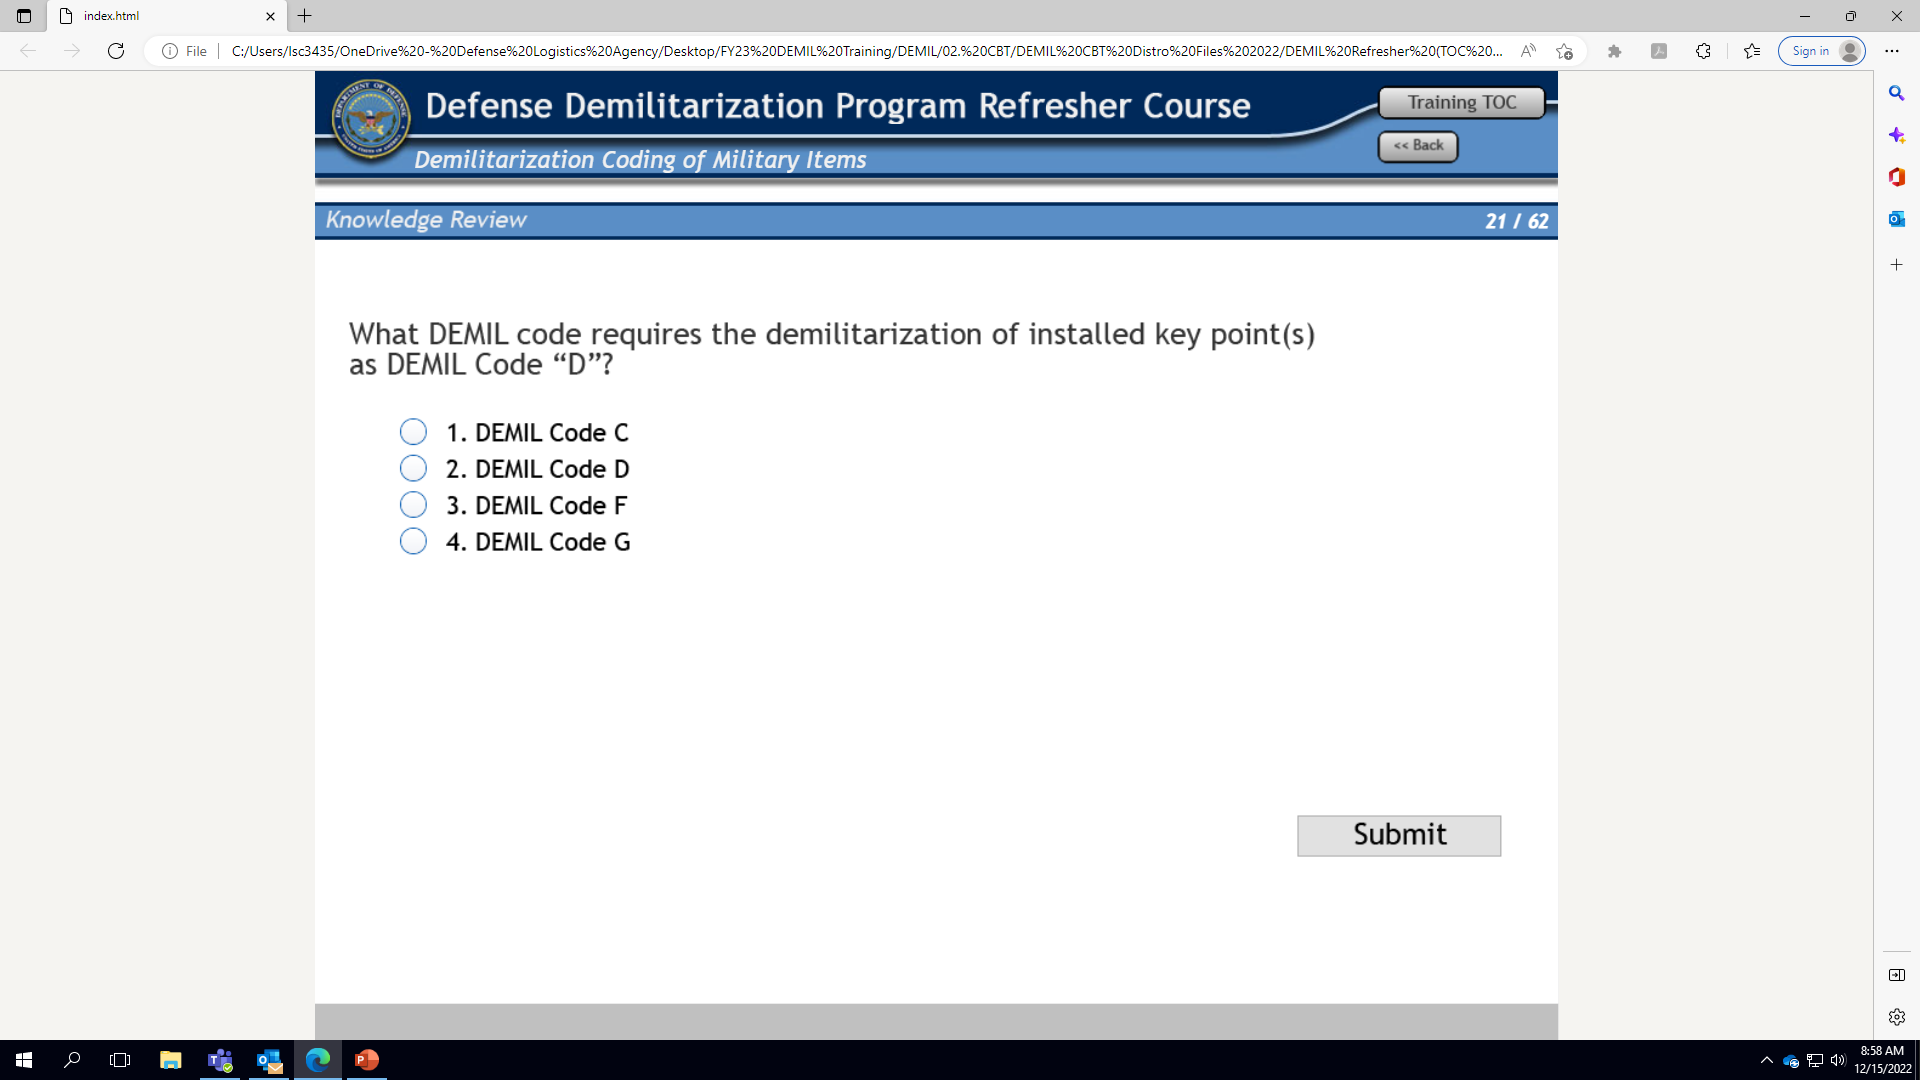 index.html
File
C:/Users/lsc3435/OneDrive%20-%20Defense%20Logistics%20Agency/Desktop/FY23%20DEMIL%20Training/DEMIL/02.%20CBT/DEMIL%20CBT%20Distro%20Files%202022/DEMIL%20Refresher%20(TOC%20...
Sign in
Defense Demilitarization Program Refresher Course
Training TOC
<< Back
Demilitarization Coding of Military Items
Knowledge Review
21 / 62
What DEMIL code requires the demilitarization of installed key point(s)
as DEMIL Code “D”?
1. DEMIL Code C
2. DEMIL Code D
3. DEMIL Code F
4. DEMIL Code G
Submit
8:58 AM
12/15/2022